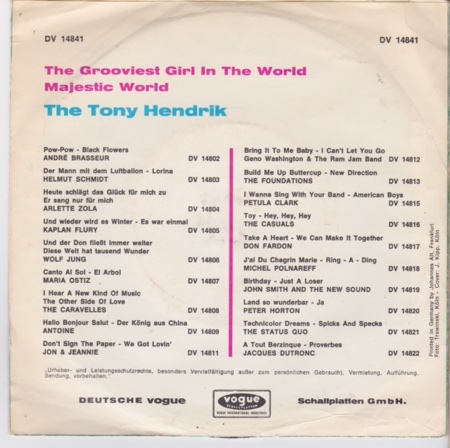 DV 14841 DV 14841
The Grooviest Girl In The World
Majestic World
The Tony Hendrik
Pow-Pow - Black Flowers
ANDRÉ BRASSEUR DV 14802
Der Mann mit dem Luftballon - Lorina
HELMUT SCHMIDT DV 14803
Heute schlägt das Glück für mich zu
Er sang nur für mich
ARLETTE ZOLA DV 14804
Und wieder wird es Winter - Es war einmal
KAPLAN FLURY DV 14805
Und der Don fließt immer weiter
Diese Welt hat tausend Wunder
WOLF JUNG DV 14806
Canto Al Sol - El Arbol
MARIA OSTIZ DV 14807
I Hear A New Kind Of Music
The Other Side Of Love
THE CARAVELLES DV 14808
Hallo Bonjour Salut - Der König aus China
ANTOINE DV 14809
Don't Sign The Paper - We Got Lovin'
JON & JEANNIE DV 14811
Bring It To Me Baby - I Can't Let You Go
Geno Washington & The Ram Jam Band DV 14812
Build Me Up Buttercup - New Direction
THE FOUNDATIONS DV 14813
I Wanna Sing With Your Band - American Boys
PETULA CLARK DV 14815
Toy - Hey, Hey, Hey
THE CASUALS DV 14816
Take A Heart - We Can Make It Together
DON FARDON DV 14817
J'ai Du Chagrin Marie - Ring - A - Ding
MICHEL POLNAREFF DV 14818
Birthday - Just A Loser
JOHN SMITH AND THE NEW SOUND DV 14819
Land so wunderbar - Ja
PETER HORTON DV 14820
Technicolor Dreams - Spicks And Specks
THE STATUS QUO DV 14821
A Tout Berzinque - Proverbes
JACQUES DUTRONC DV 14822
Printed in Germany by Johannes Alt, Frankfurt
Foto: Trowinski, Köln - Cover: J. Kipp, Köln
„Urheber- und Leistungsschutzrechte, besonders Vervielfältigung außer zum persönlichen Gebrauch), Vermietung, Aufführung,
Sendung, vorbehalten."
DEUTSCHE vogue vogue Schallplatten GmbH.
VOGUE INTERNATIONAL INDUSTRIES